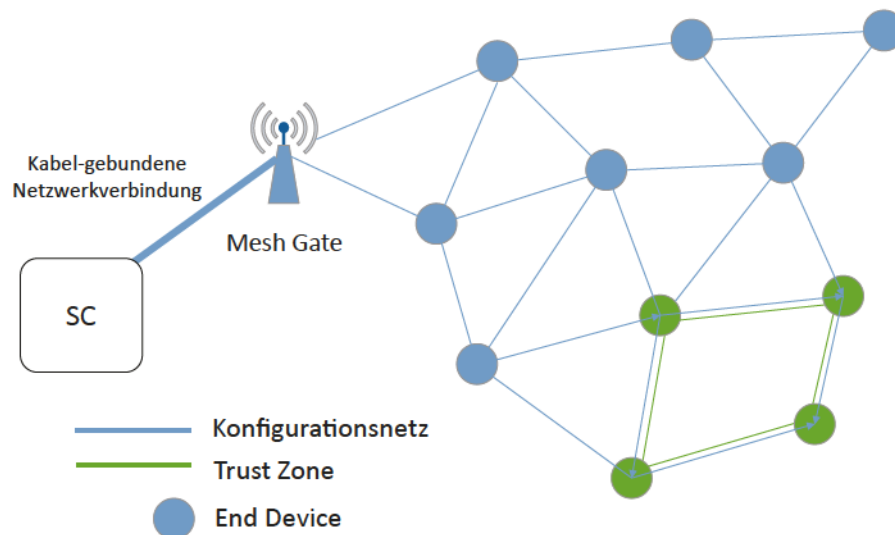 Kabel-gebundene
Netzwerkverbindung
Mesh Gate
SC
Konfigurationsnetz
Trust Zone
End Device